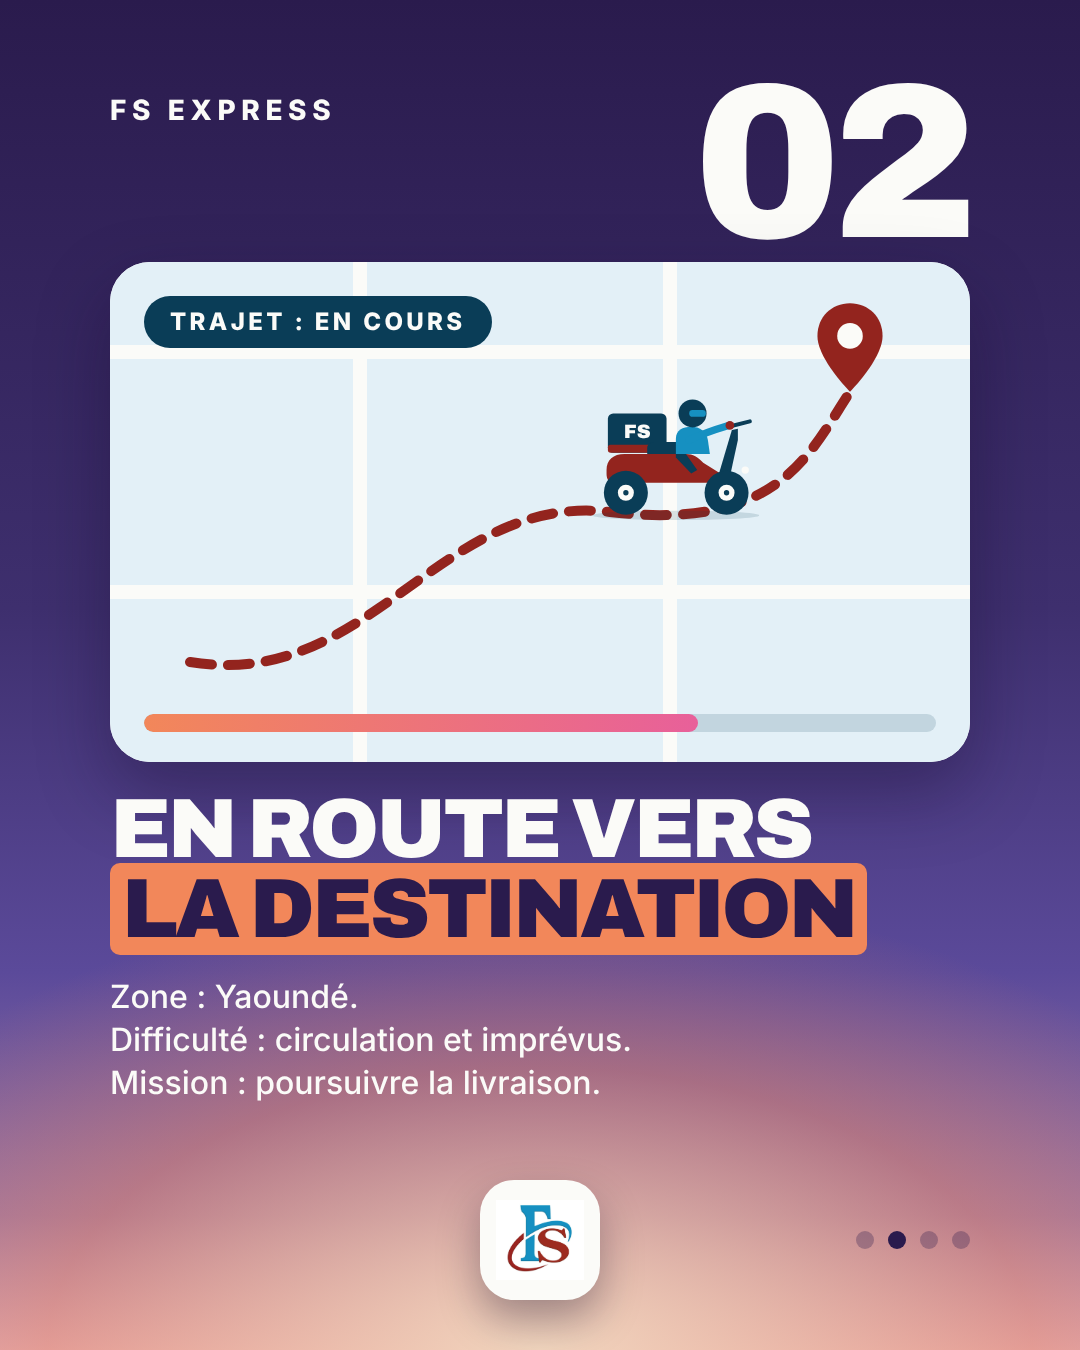 FS EXPRESS
02
TRAJET : EN COURS
FS
EN ROUTE VERS
LA DESTINATION
Zone : Yaoundé.
Difficulté : circulation et imprévus.
Mission : poursuivre la livraison.
FS